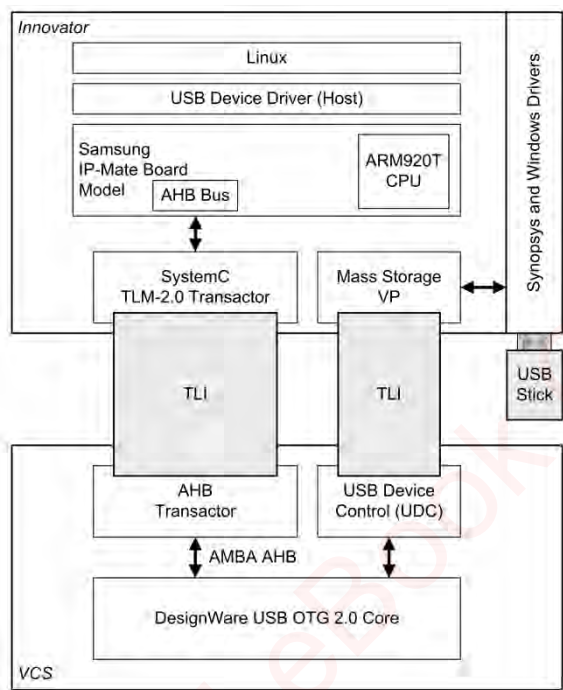 Innovator
Linux
USB Device Driver (Host)
Samsung
IP-Mate Board
Model
AHB Bus
ARM920T
CPU
Synopsys and Windows Drivers
SystemC
TLM-2.0 Transactor
Mass Storage
VP
TLI
TLI
USB
Stick
AHB
Transactor
USB Device
Control (UDC)
AMBA AHB
DesignWare USB OTG 2.0 Core
VCS
eBook